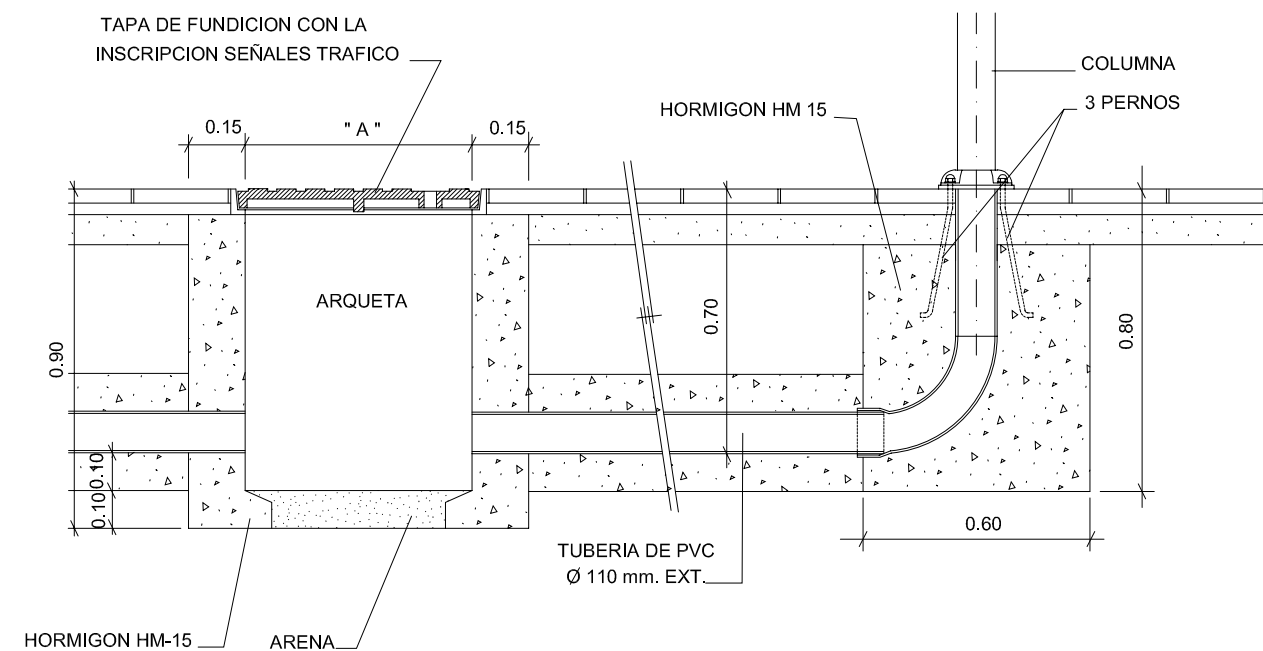 TAPA DE FUNDICION CON LA
INSCRIPCION SEÑALES TRAFICO
COLUMNA
3 PERNOS
HORMIGON HM 15
0.15
" A "
0.15
ARQUETA
0.90
0.70
0.80
0.10
0.10
0.60
TUBERIA DE PVC
Ø 110 mm. EXT.
HORMIGON HM-15
ARENA